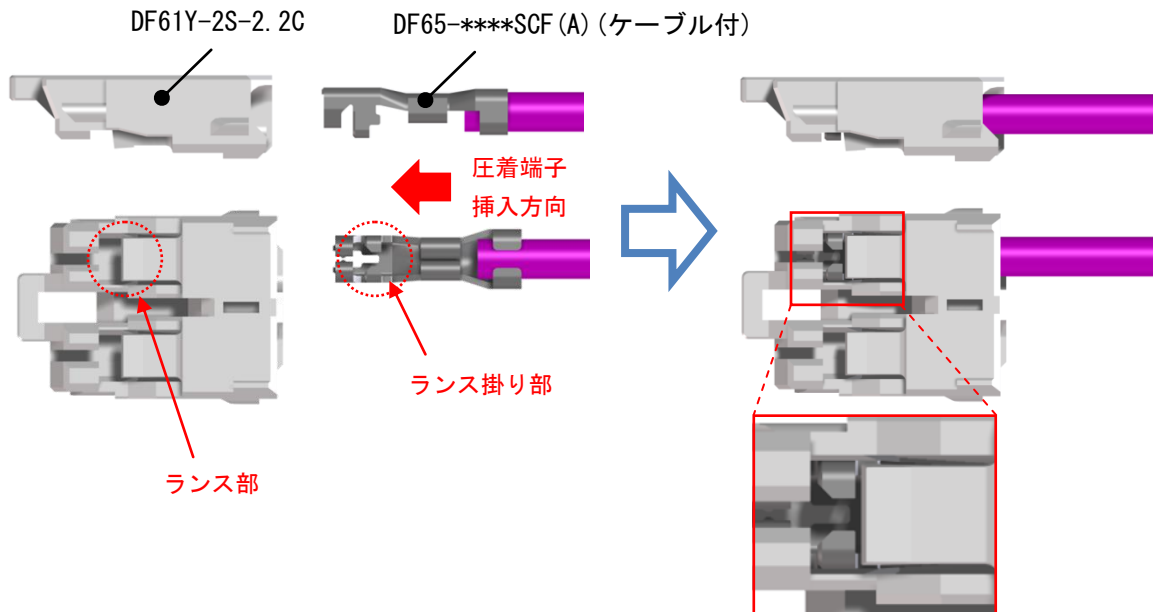 DF61Y-2S-2.2C
DF65-****SCF(A)(ケーブル付)
圧着端子
挿入方向
ランス掛り部
ランス部